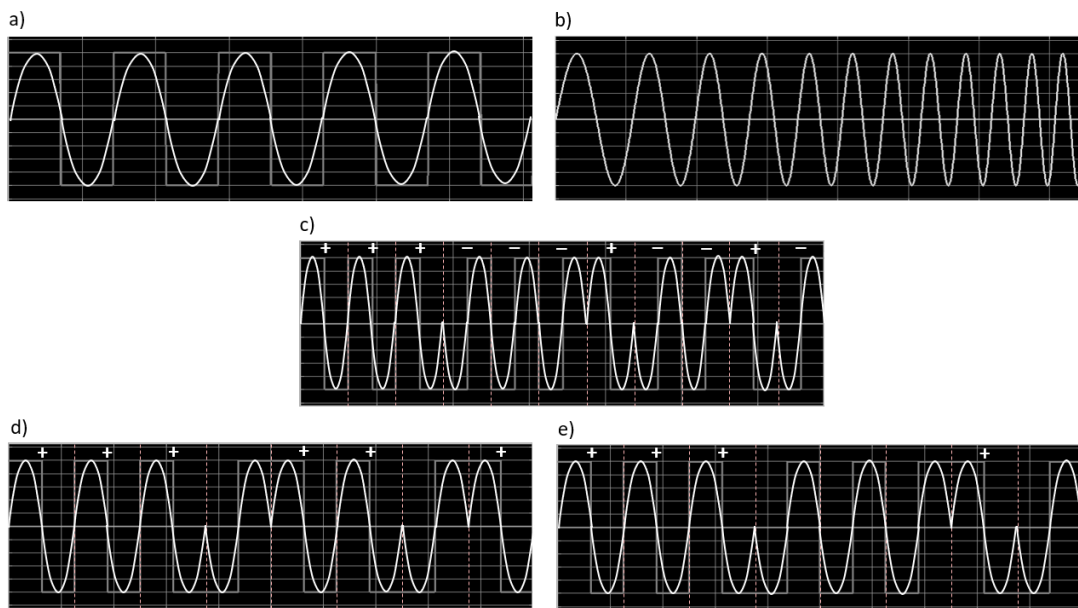 a)
b)
c)
+ + + − − − + − − + −
d)
+ + + + + +
e)
+ + + +